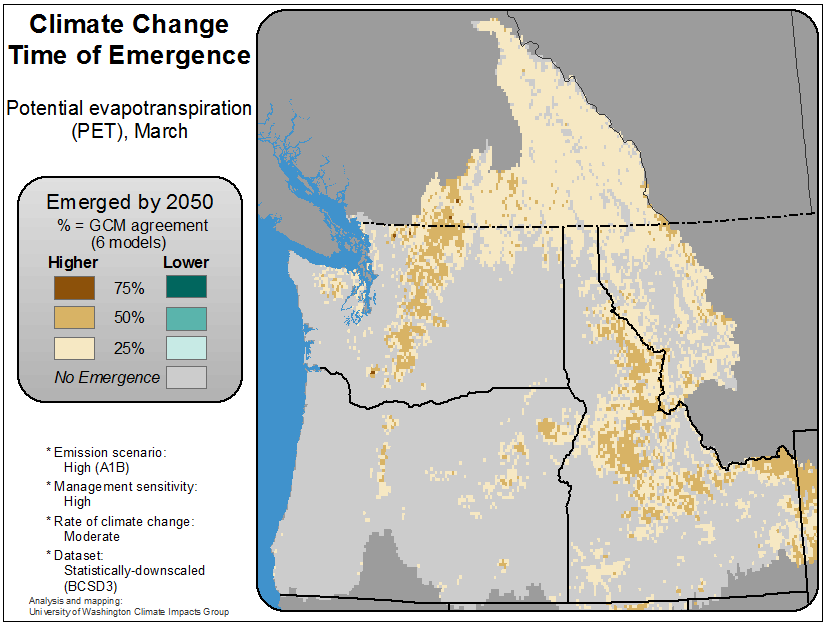 Climate Change
Time of Emergence
Potential evapotranspiration
(PET), March
Emerged by 2050
% = GCM agreement
(6 models)
Higher Lower
75%
50%
25%
No Emergence
* Emission scenario:
High (A1B)
* Management sensitivity:
High
* Rate of climate change:
Moderate
* Dataset:
Statistically-downscaled
(BCSD3)
Analysis and mapping:
University of Washington Climate Impacts Group